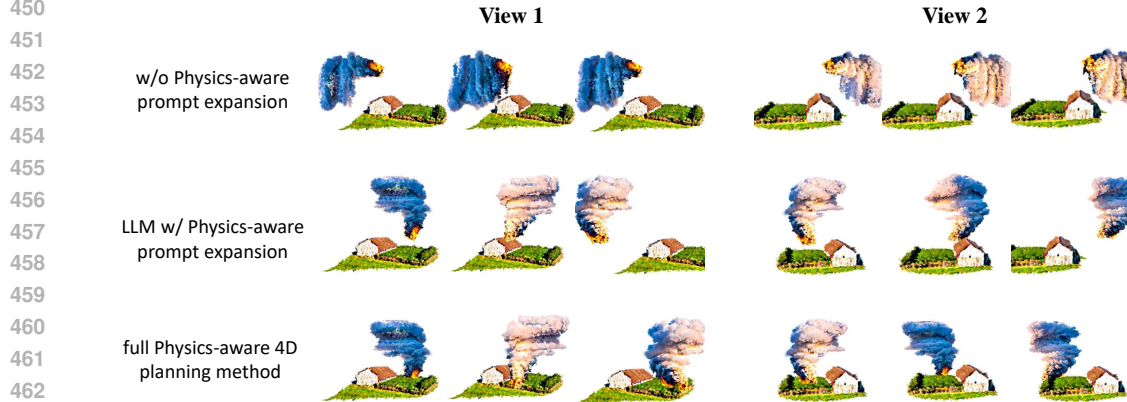 450
View 1 View 2
451
452
w/o Physics-aware
prompt expansion
453
454
455
456
LLM w/ Physics-aware
prompt expansion
457
458
459
460
full Physics-aware 4D
planning method
461
462